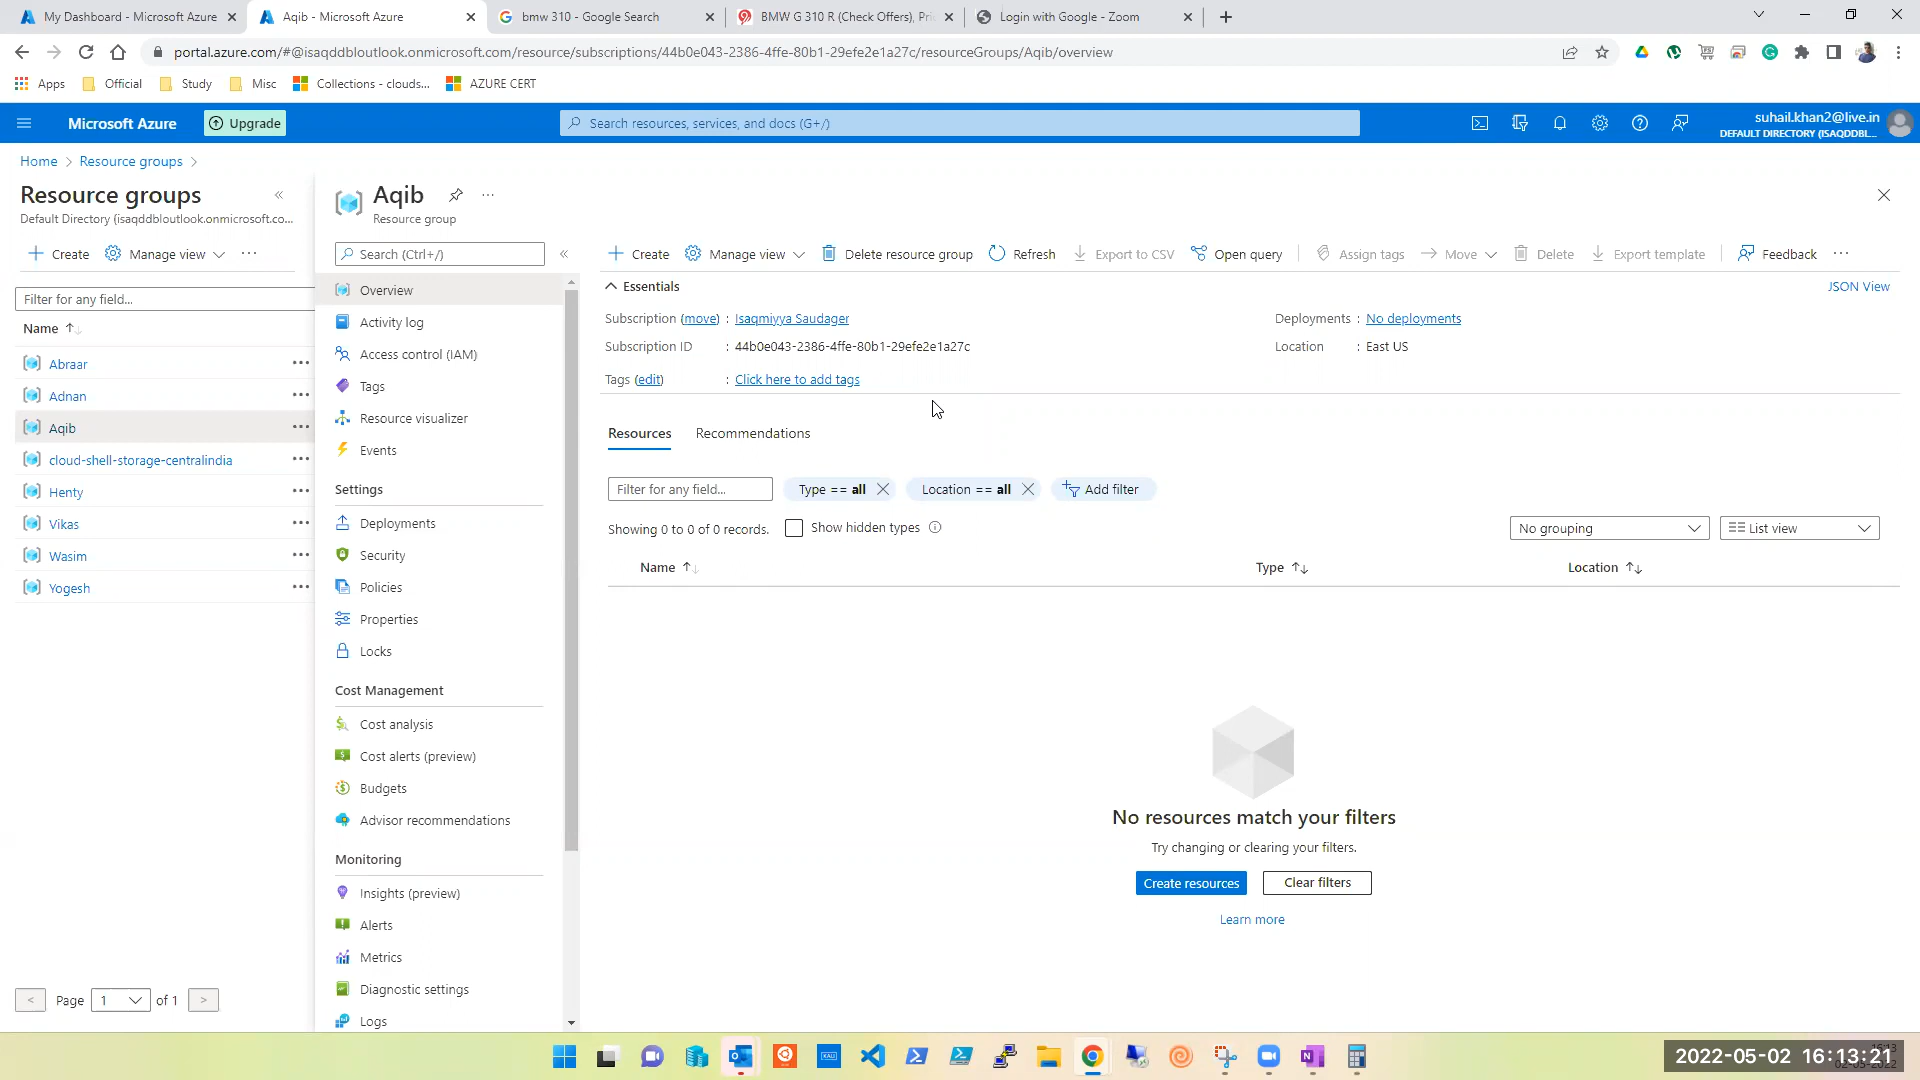 My Dashboard - Microsoft Azure
Aqib - Microsoft Azure
bmw 310 - Google Search
BMW G 310 R (Check Offers), Pri
Login with Google - Zoom
portal.azure.com/#@isaqddbloutlook.onmicrosoft.com/resource/subscriptions/44b0e043-2386-4ffe-80b1-29efe2e1a27c/resourceGroups/Aqib/overview
Apps
Official
Study
Misc
Collections - clouds...
AZURE CERT
Microsoft Azure
Upgrade
Search resources, services, and docs (G+/)
suhail.khan2@live.in
DEFAULT DIRECTORY (ISAQDDBL...
Home > Resource groups >
Resource groups
Default Directory (isaqddbloutlook.onmicrosoft.co...
Create
Manage view
Filter for any field...
Name
Abraar
Adnan
Aqib
cloud-shell-storage-centralindia
Henty
Vikas
Wasim
Yogesh
< Page 1 of 1 >
Aqib
Resource group
Search (Ctrl+/)
Overview
Activity log
Access control (IAM)
Tags
Resource visualizer
Events
Settings
Deployments
Security
Policies
Properties
Locks
Cost Management
Cost analysis
Cost alerts (preview)
Budgets
Advisor recommendations
Monitoring
Insights (preview)
Alerts
Metrics
Diagnostic settings
Logs
Create
Manage view
Delete resource group
Refresh
Export to CSV
Open query
Assign tags
Move
Delete
Export template
Feedback
Essentials
JSON View
Subscription (move) : Isaqmiyya Saudager
Deployments : No deployments
Subscription ID : 44b0e043-2386-4ffe-80b1-29efe2e1a27c
Location : East US
Tags (edit) : Click here to add tags
Resources
Recommendations
Filter for any field...
Type == all
Location == all
Add filter
Showing 0 to 0 of 0 records.
Show hidden types
No grouping
List view
Name
Type
Location
No resources match your filters
Try changing or clearing your filters.
Create resources
Clear filters
Learn more
2022-05-02 16:13:21